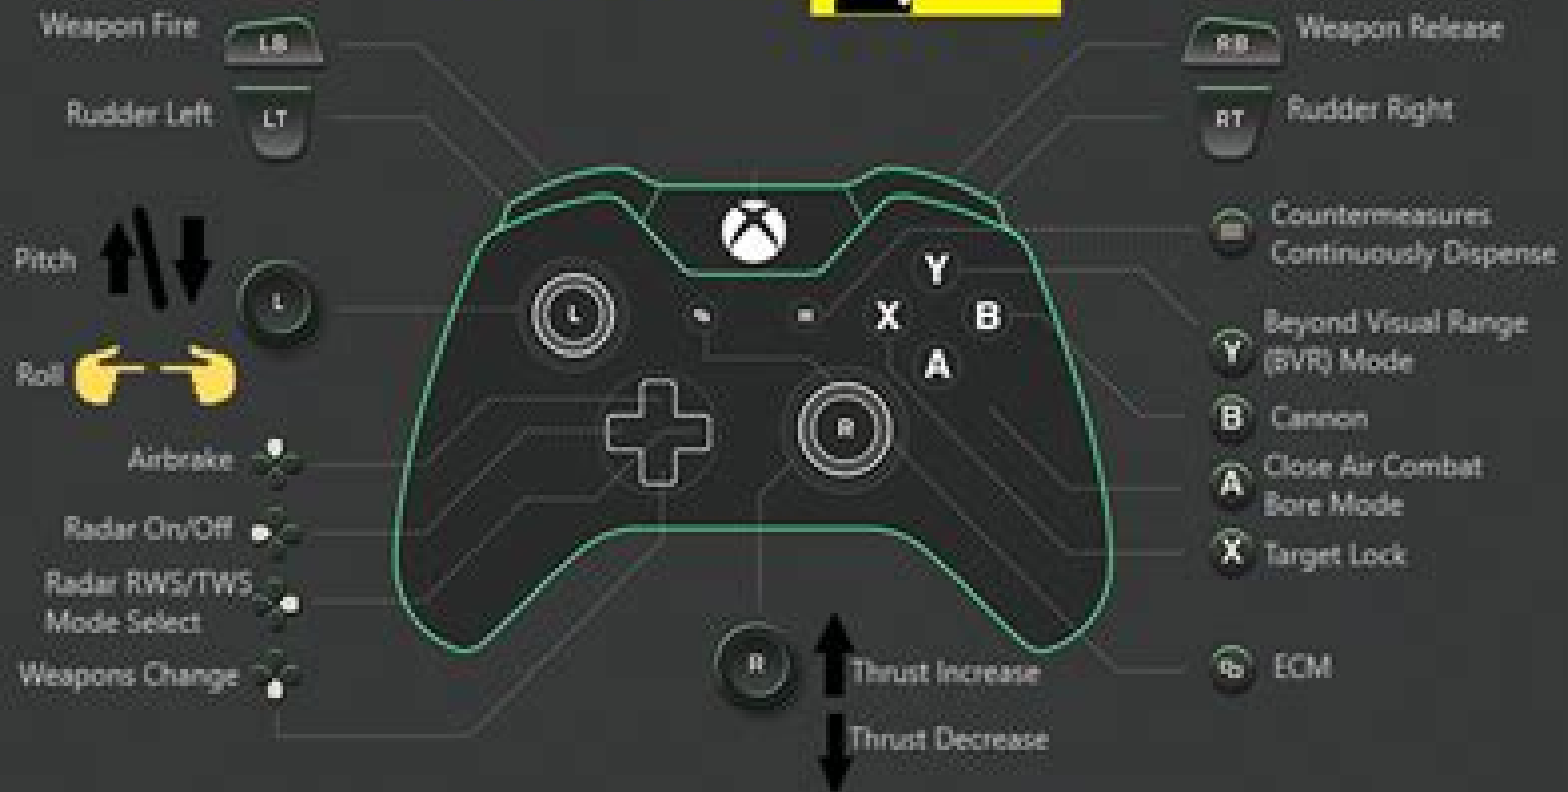 Weapon Fire
LB
RB
Weapon Release
Rudder Left
LT
RT
Rudder Right
Pitch
L
Roll
Airbrake
Radar On/Off
Radar RWS/TWS
Mode Select
Weapons Change
L
Y
X
B
A
R
R
Thrust Increase
Thrust Decrease
Countermeasures
Continuously Dispense
Y
Beyond Visual Range
(BVR) Mode
B
Cannon
A
Close Air Combat
Bore Mode
X
Target Lock
ECM